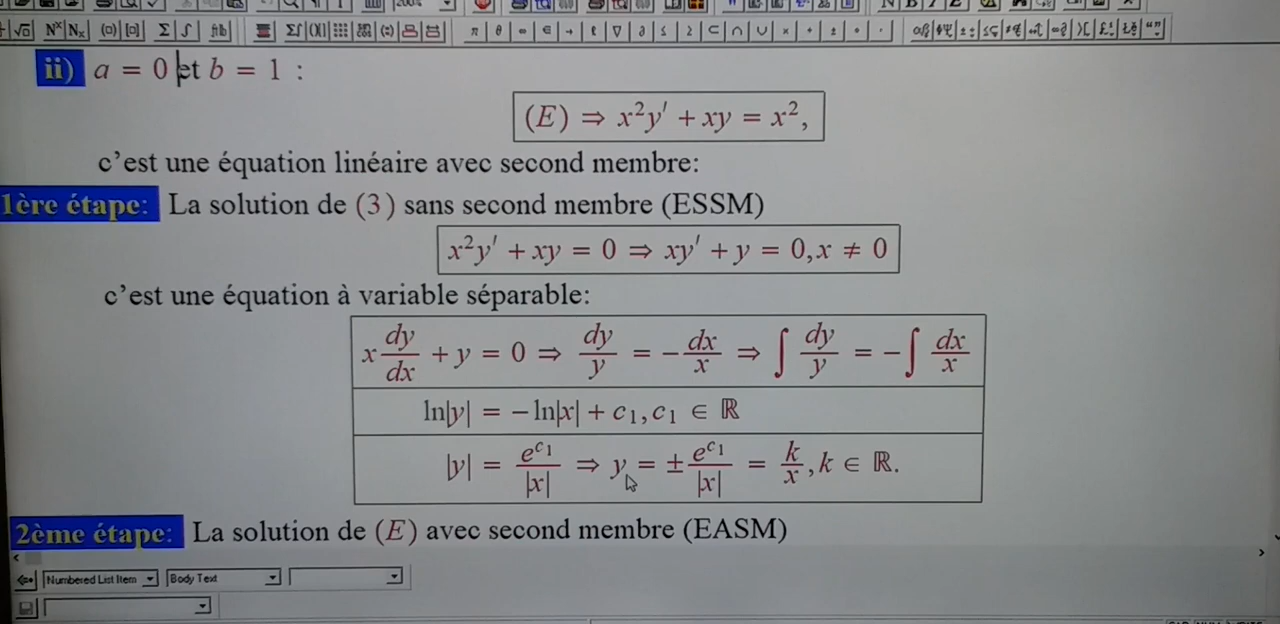 ii) a = 0 et b = 1 :
(E) ⇒ x²y′ + xy = x²,
c’est une équation linéaire avec second membre:
1ère étape: La solution de (3) sans second membre (ESSM)
x²y′ + xy = 0 ⇒ xy′ + y = 0, x ≠ 0
c’est une équation à variable séparable:
x dy/dx + y = 0 ⇒ dy/y = −dx/x ⇒ ∫ dy/y = −∫ dx/x
ln|y| = −ln|x| + c₁, c₁ ∈ ℝ
|y| = e^c₁/|x| ⇒ y = ± e^c₁/|x| = k/x, k ∈ ℝ.
2ème étape: La solution de (E) avec second membre (EASM)
Numbered List Item Body Text